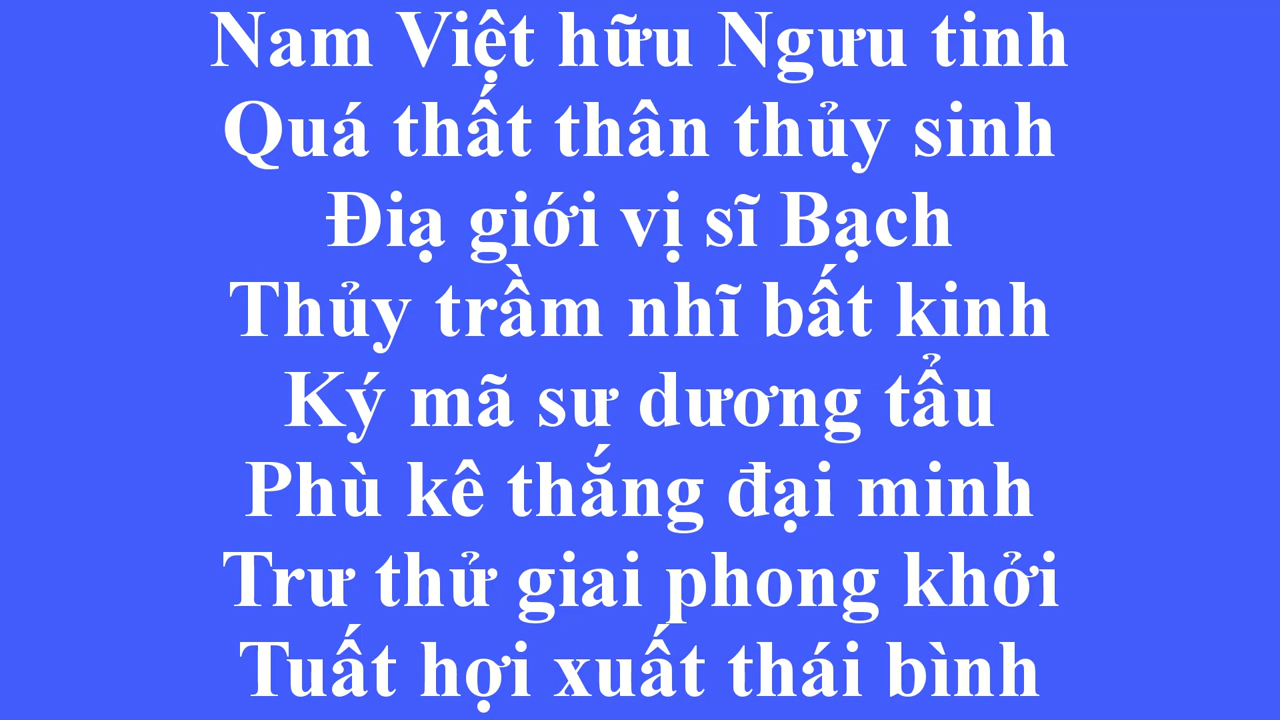 Nam Việt hữu Ngưu tinh
Quá thất thân thủy sinh
Điạ giới vị sĩ Bạch
Thủy trầm nhĩ bất kinh
Ký mã sư dương tẩu
Phù kê thắng đại minh
Trư thử giai phong khởi
Tuất hợi xuất thái bình